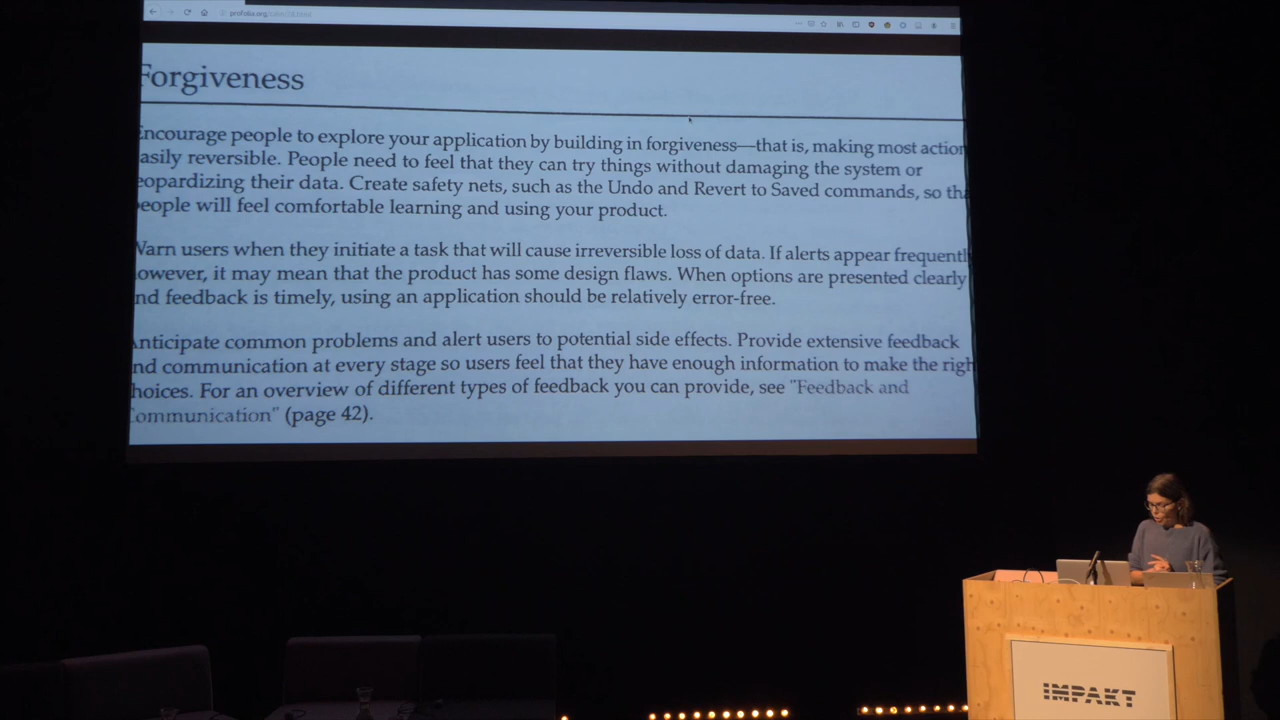 profolia.org
Forgiveness
Encourage people to explore your application by building in forgiveness—that is, making most action
easily reversible. People need to feel that they can try things without damaging the system or
jeopardizing their data. Create safety nets, such as the Undo and Revert to Saved commands, so tha
people will feel comfortable learning and using your product.
Warn users when they initiate a task that will cause irreversible loss of data. If alerts appear frequentl
owever, it may mean that the product has some design flaws. When options are presented clearly
nd feedback is timely, using an application should be relatively error-free.
Anticipate common problems and alert users to potential side effects. Provide extensive feedback
nd communication at every stage so users feel that they have enough information to make the righ
hoices. For an overview of different types of feedback you can provide, see "Feedback and
Communication" (page 42).
IMPAKT